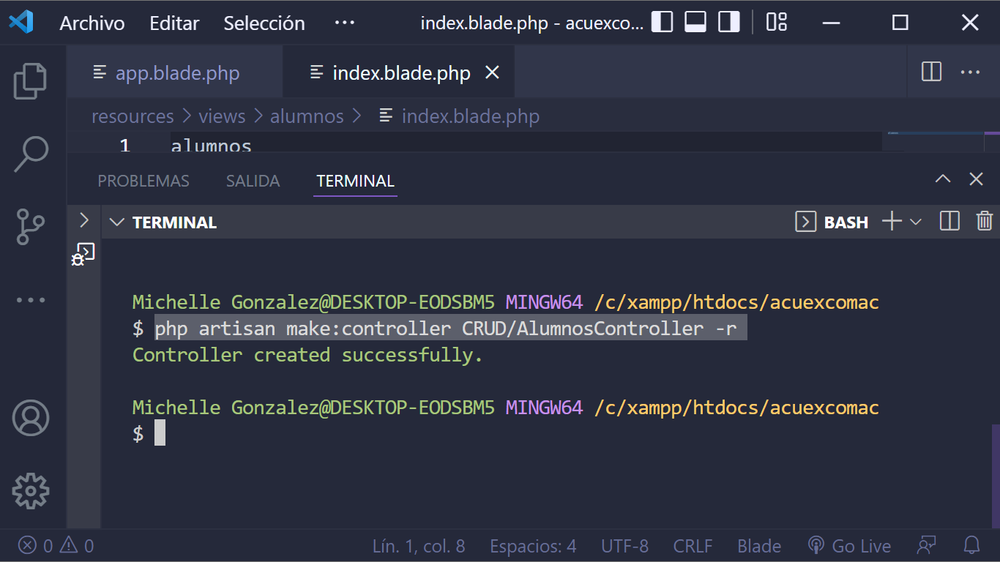 Archivo Editar Selección ··· index.blade.php - acuexco...
app.blade.php index.blade.php
resources > views > alumnos > index.blade.php
1 alumnos
PROBLEMAS SALIDA TERMINAL
TERMINAL BASH
Michelle Gonzalez@DESKTOP-EODSBM5 MINGW64 /c/xampp/htdocs/acuexcomac
$ php artisan make:controller CRUD/AlumnosController -r
Controller created successfully.
Michelle Gonzalez@DESKTOP-EODSBM5 MINGW64 /c/xampp/htdocs/acuexcomac
$
0 0 Lín. 1, col. 8 Espacios: 4 UTF-8 CRLF Blade Go Live